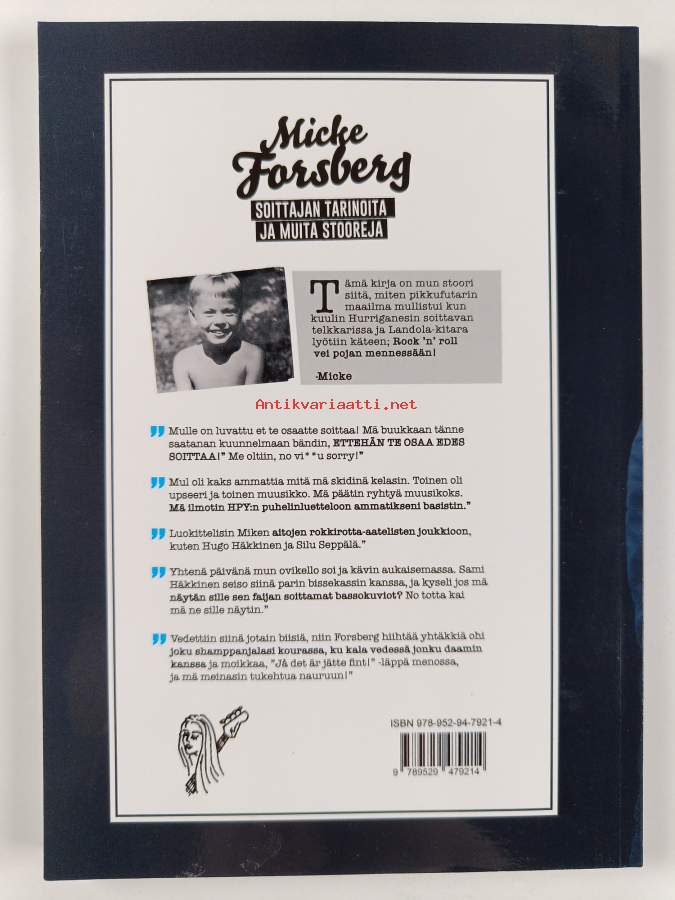 Micke
Forsberg
SOITTAJAN TARINOITA
JA MUITA STOOREJA
Tämä kirja on mun stoori
siitä, miten pikkufutarin
maailma mullistui kun
kuulin Hurriganesin soittavan
telkkarissa ja Landola-kitara
lyötiin käteen; Rock 'n' roll
vei pojan mennessään!
-Micke
Antikvariaatti.net
" Mulle on luvattu et te osaatte soittaa! Mä buukkaan tänne
saatanan kuunnelmaan bändin, ETTEHÄN TE OSAA EDES
SOITTAA!" Me oltiin, no vi**u sorry!"
" Mul oli kaks ammattia mitä mä skidinä kelasin. Toinen oli
upseeri ja toinen muusikko. Mä päätin ryhtyä muusikoks.
Mä ilmotin HPY:n puhelinluetteloon ammatikseni basistin."
" Luokittelisin Miken aitojen rokkirotta-aatelisten joukkioon,
kuten Hugo Häkkinen ja Silu Seppälä."
" Yhtenä päivänä mun ovikello soi ja kävin aukaisemassa. Sami
Häkkinen seiso siinä parin bissekassin kanssa, ja kyseli jos mä
näytän sille sen faijan soittamat bassokuviot? No totta kai
mä ne sille näytin."
" Vedettiin siinä jotain biisiä, niin Forsberg hiihtää yhtäkkiä ohi
joku shamppanjalasi kourassa, ku kala vedessä jonku daamin
kanssa ja moikkaa, "Jå det är jätte fint!" -läppä menossa,
ja mä meinasin tukehtua nauruun!"
ISBN 978-952-94-7921-4
9 789529 479214